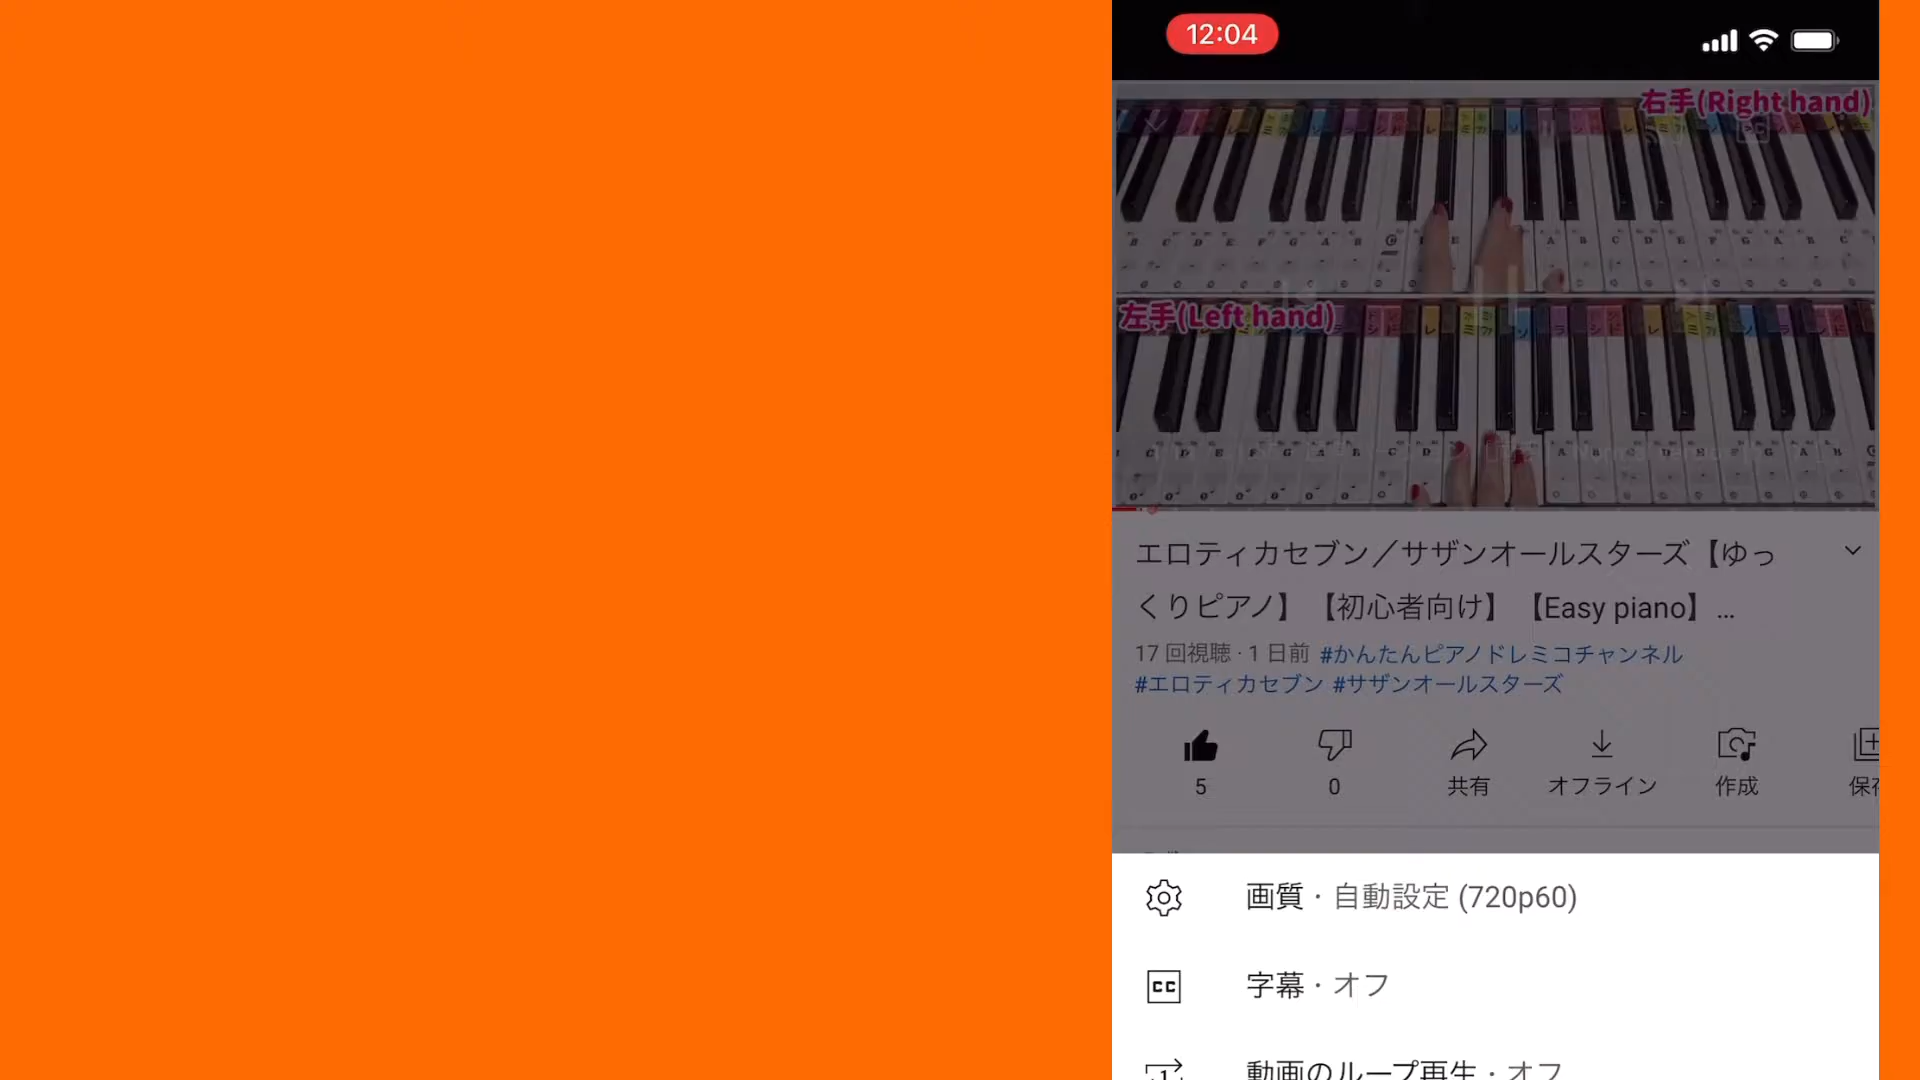 12:04
右手(Right hand)
左手(Left hand)
エロティカセブン／サザンオールスターズ【ゆっ
くりピアノ】【初心者向け】【Easy piano】...
17 回視聴 · 1 日前 #かんたんピアノドレミコチャンネル
#エロティカセブン #サザンオールスターズ
5 0 共有 オフライン 作成 保存
画質 · 自動設定 (720p60)
字幕 · オフ
動画のループ再生 · オフ